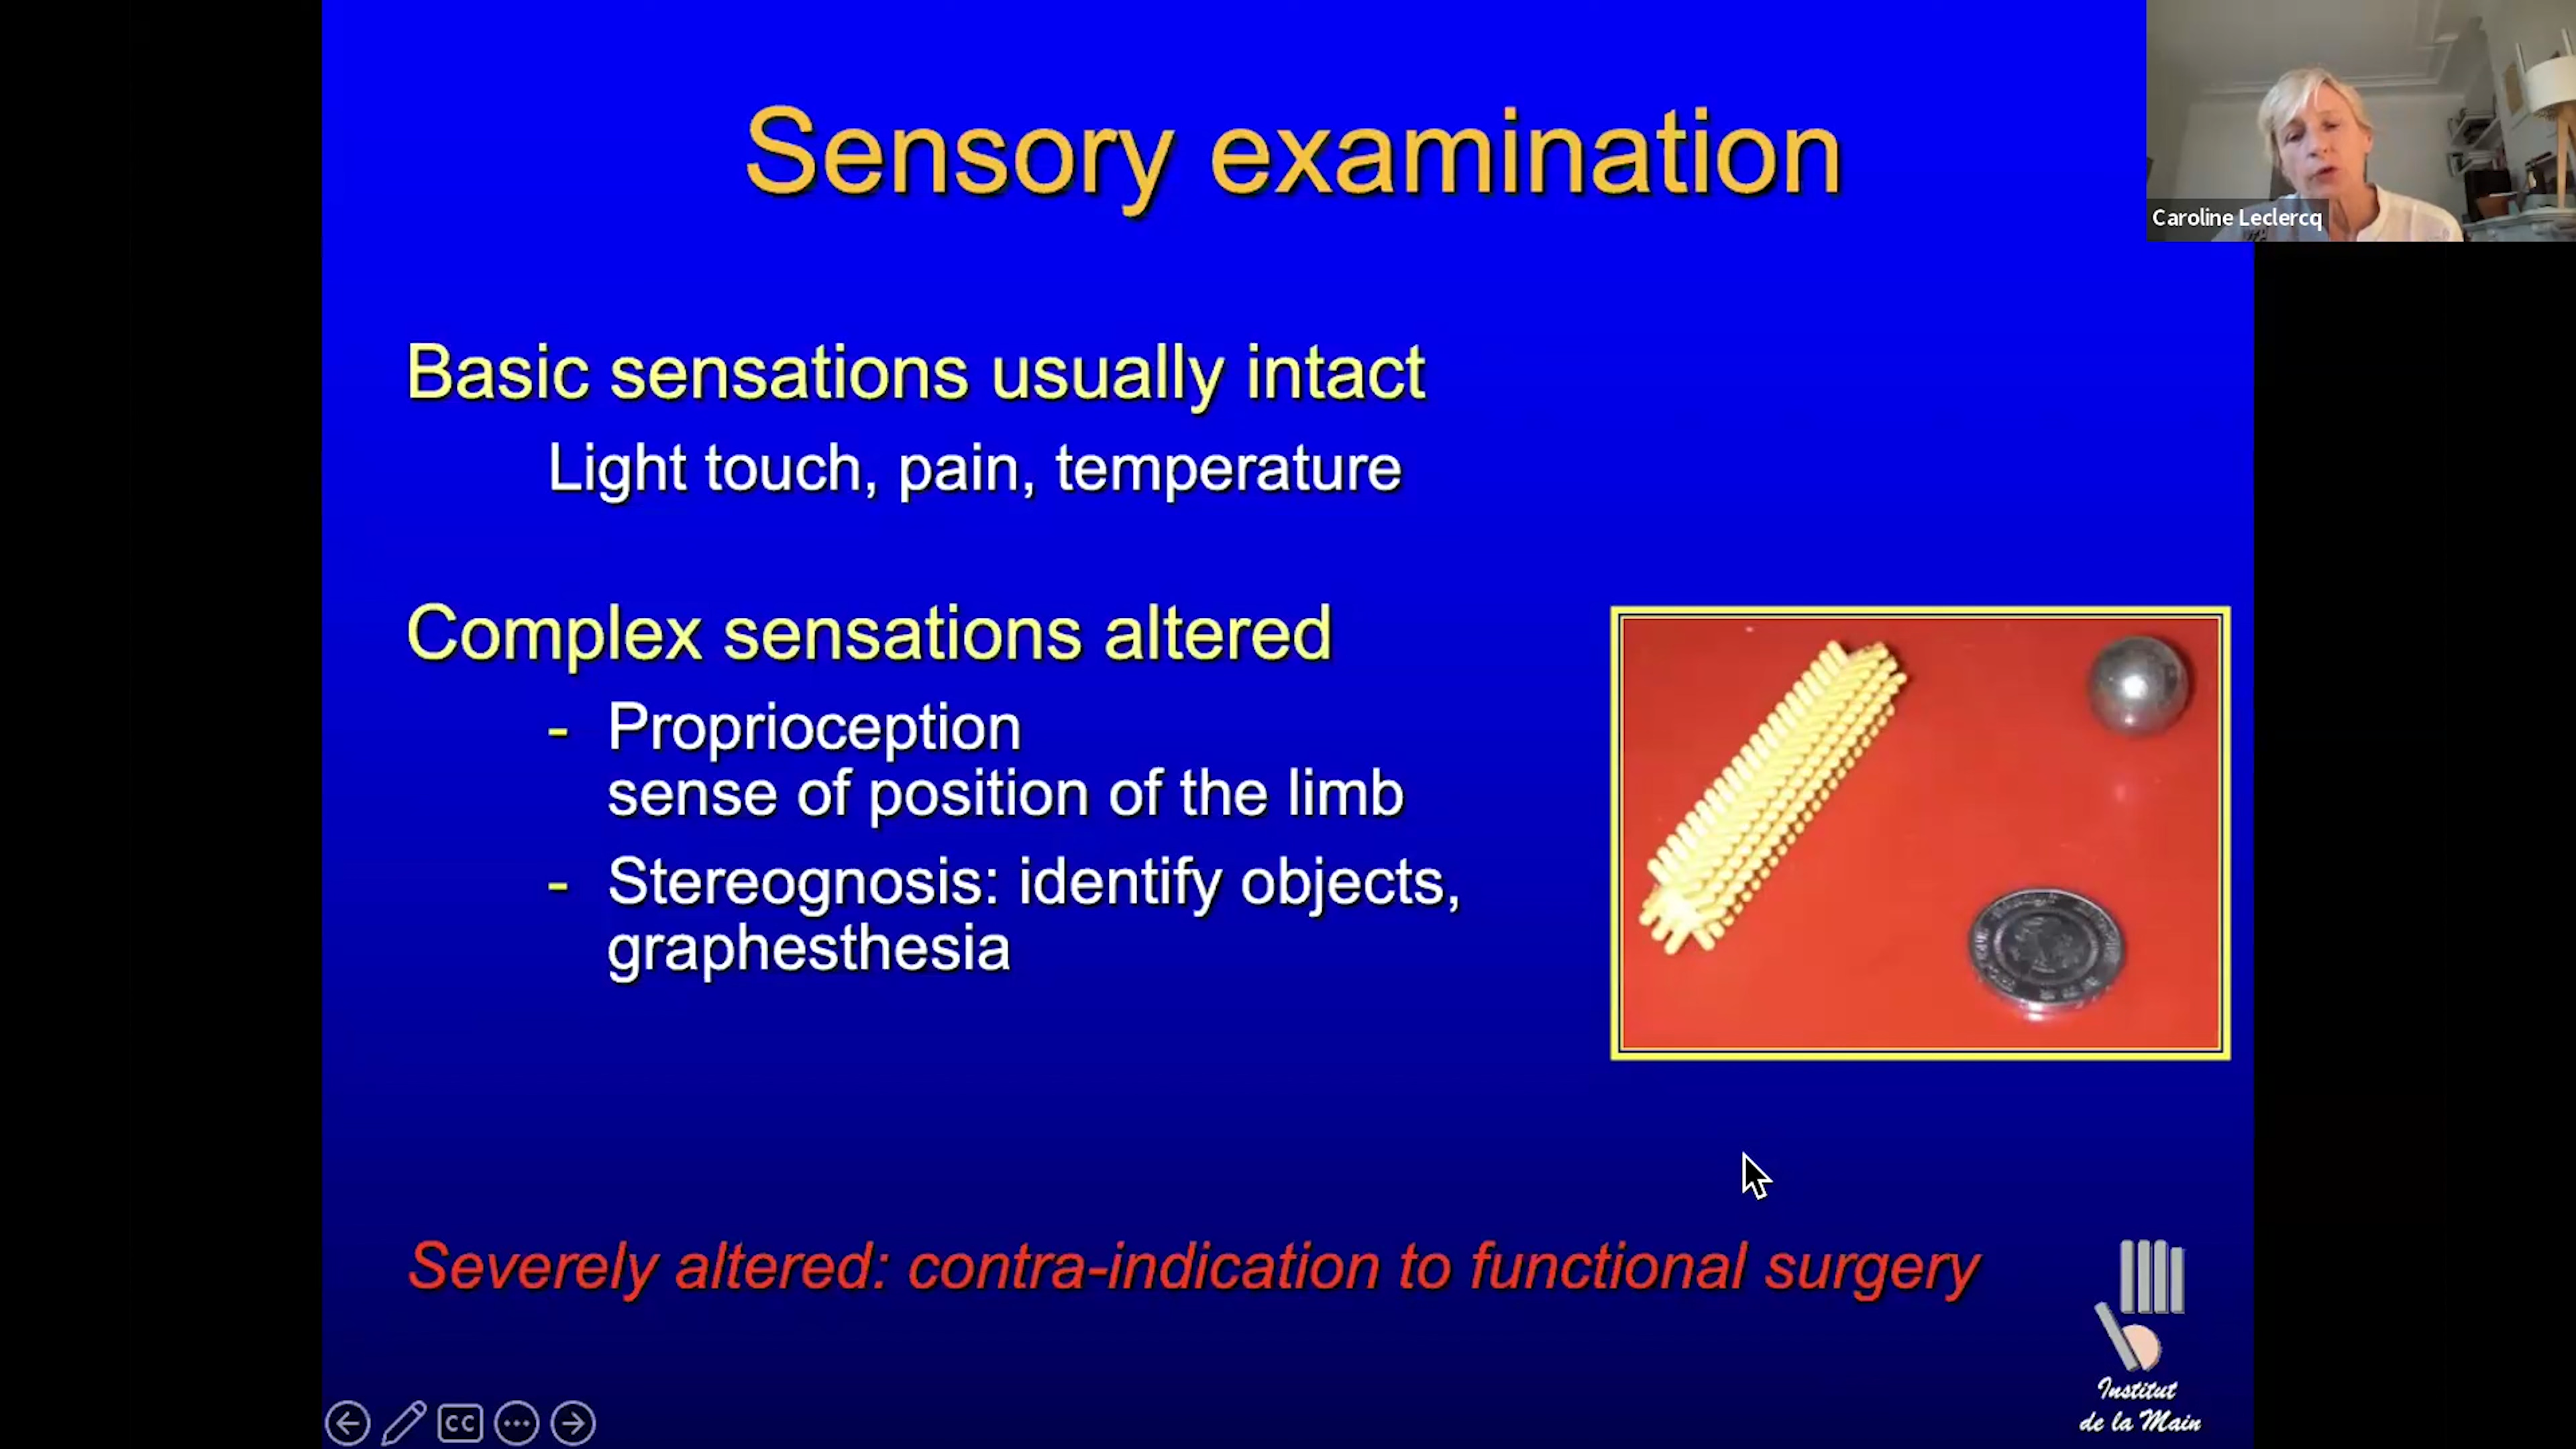 Sensory examination
Caroline Leclercq
Basic sensations usually intact
Light touch, pain, temperature
Complex sensations altered
- Proprioception
sense of position of the limb
- Stereognosis: identify objects,
graphesthesia
Severely altered: contra-indication to functional surgery
Institut
de la Main
CC